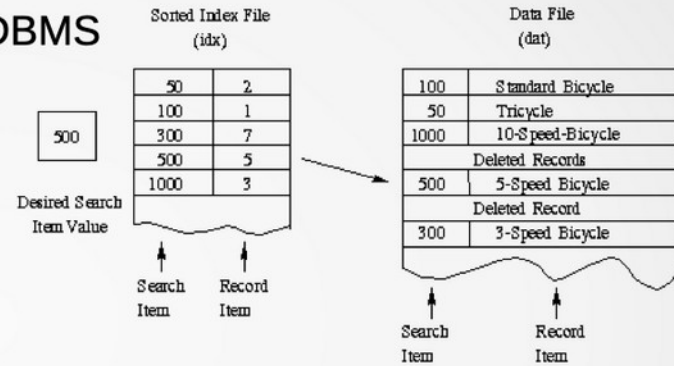 DBMS
Sorted Index File
(idx)
Data File
(dat)
500
Desired Search
Item Value
50 2
100 1
300 7
500 5
1000 3
Search
Item
Record
Item
100 Standard Bicycle
50 Tricycle
1000 10-Speed-Bicycle
Deleted Records
500 5-Speed Bicycle
Deleted Record
300 3-Speed Bicycle
Search
Item
Record
Item